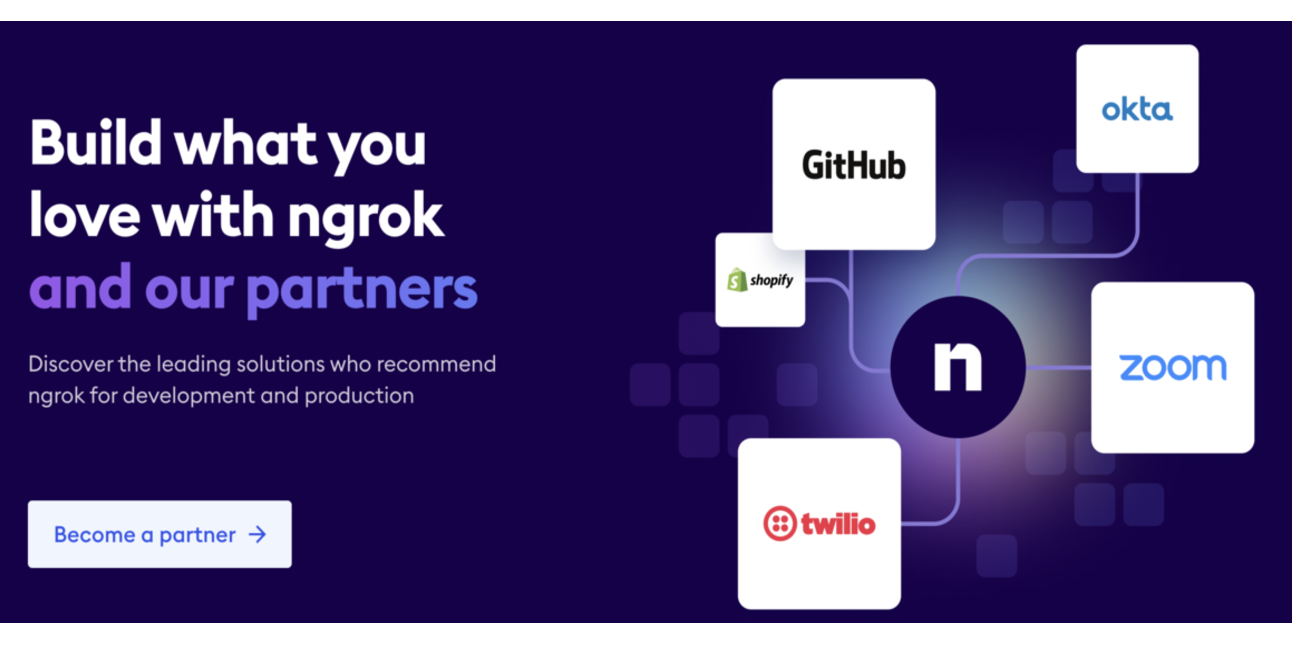 Build what you
love with ngrok
and our partners
Discover the leading solutions who recommend
ngrok for development and production
Become a partner →
okta
GitHub
shopify
n
zoom
twilio